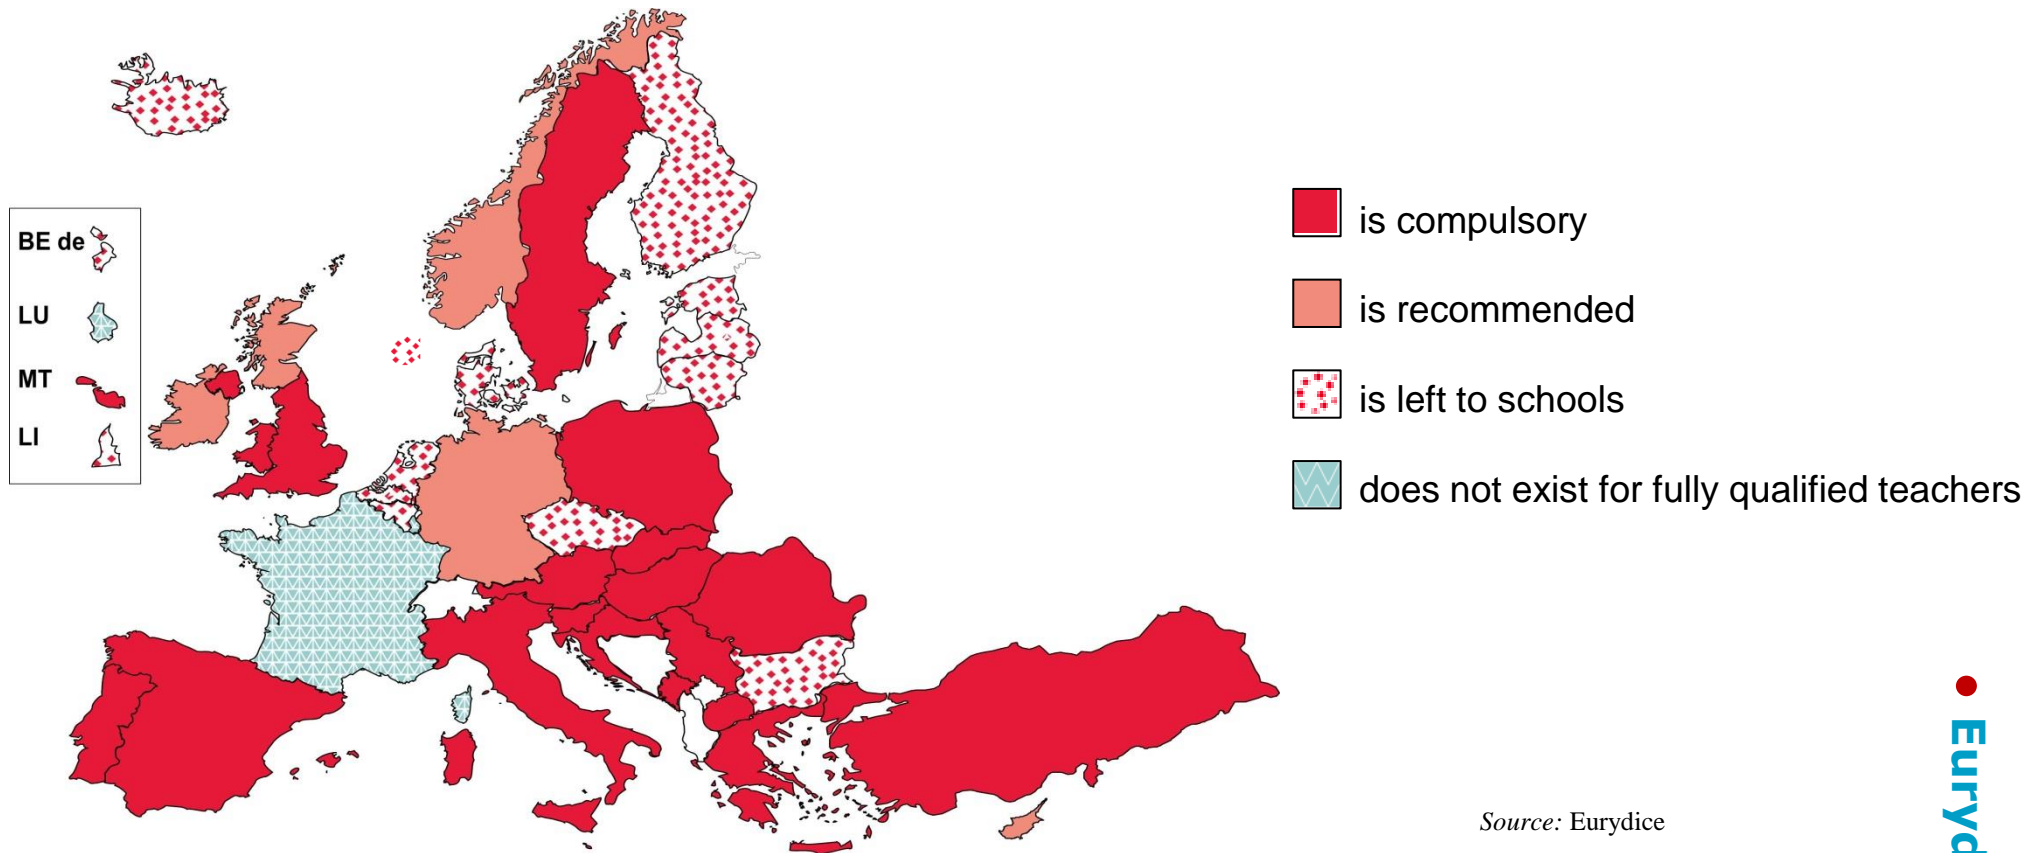 BE de
LU
MT
LI
is compulsory
is recommended
is left to schools
does not exist for fully qualified teachers
Source: Eurydice
Euryd